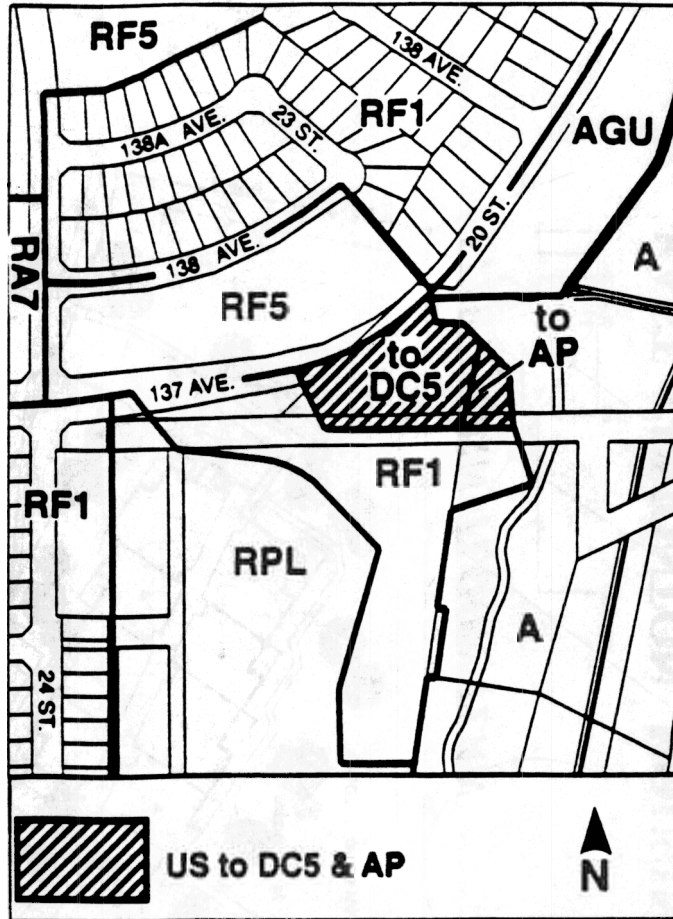 RF5
138 AVE.
RF1
23 ST.
138A AVE.
AGU
20 ST.
RA7
138 AVE.
A
RF5
to
AP
to
DC5
137 AVE.
RF1
RF1
RPL
A
24 ST.
US to DC5 & AP
N